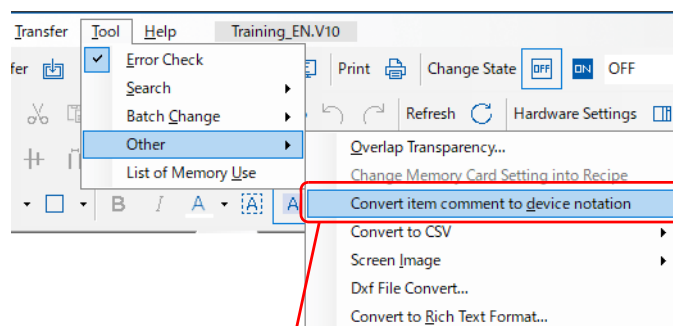 Transfer Tool Help Training_EN.V10
fer Print Change State OFF ON OFF
Error Check
Search
Batch Change
Refresh Hardware Settings
Other
List of Memory Use
B I A A A
Overlap Transparency...
Change Memory Card Setting into Recipe
Convert item comment to device notation
Convert to CSV
Screen Image
Dxf File Convert...
Convert to Rich Text Format...